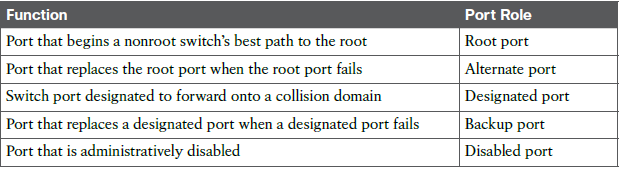 Function Port Role
Port that begins a nonroot switch's best path to the root Root port
Port that replaces the root port when the root port fails Alternate port
Switch port designated to forward onto a collision domain Designated port
Port that replaces a designated port when a designated port fails Backup port
Port that is administratively disabled Disabled port